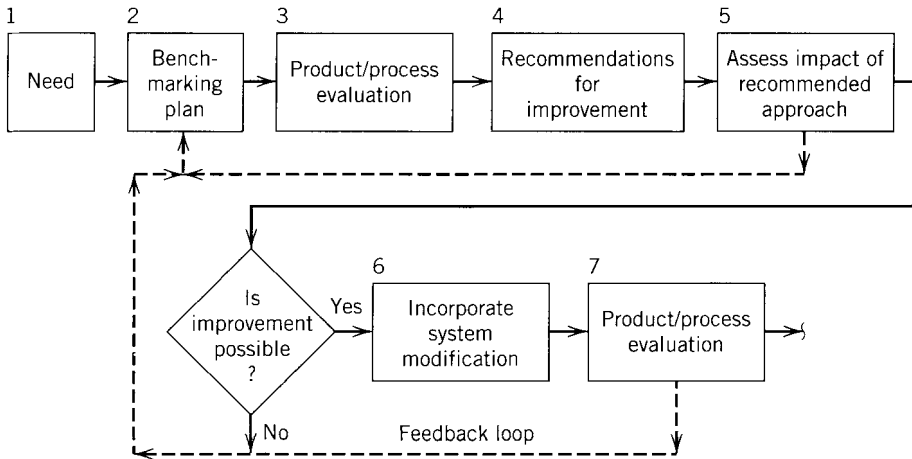 1
Need
2
Bench-
marking
plan
3
Product/process
evaluation
4
Recommendations
for
improvement
5
Assess impact of
recommended
approach
Is
improvement
possible
?
Yes
No
6
Incorporate
system
modification
7
Product/process
evaluation
Feedback loop